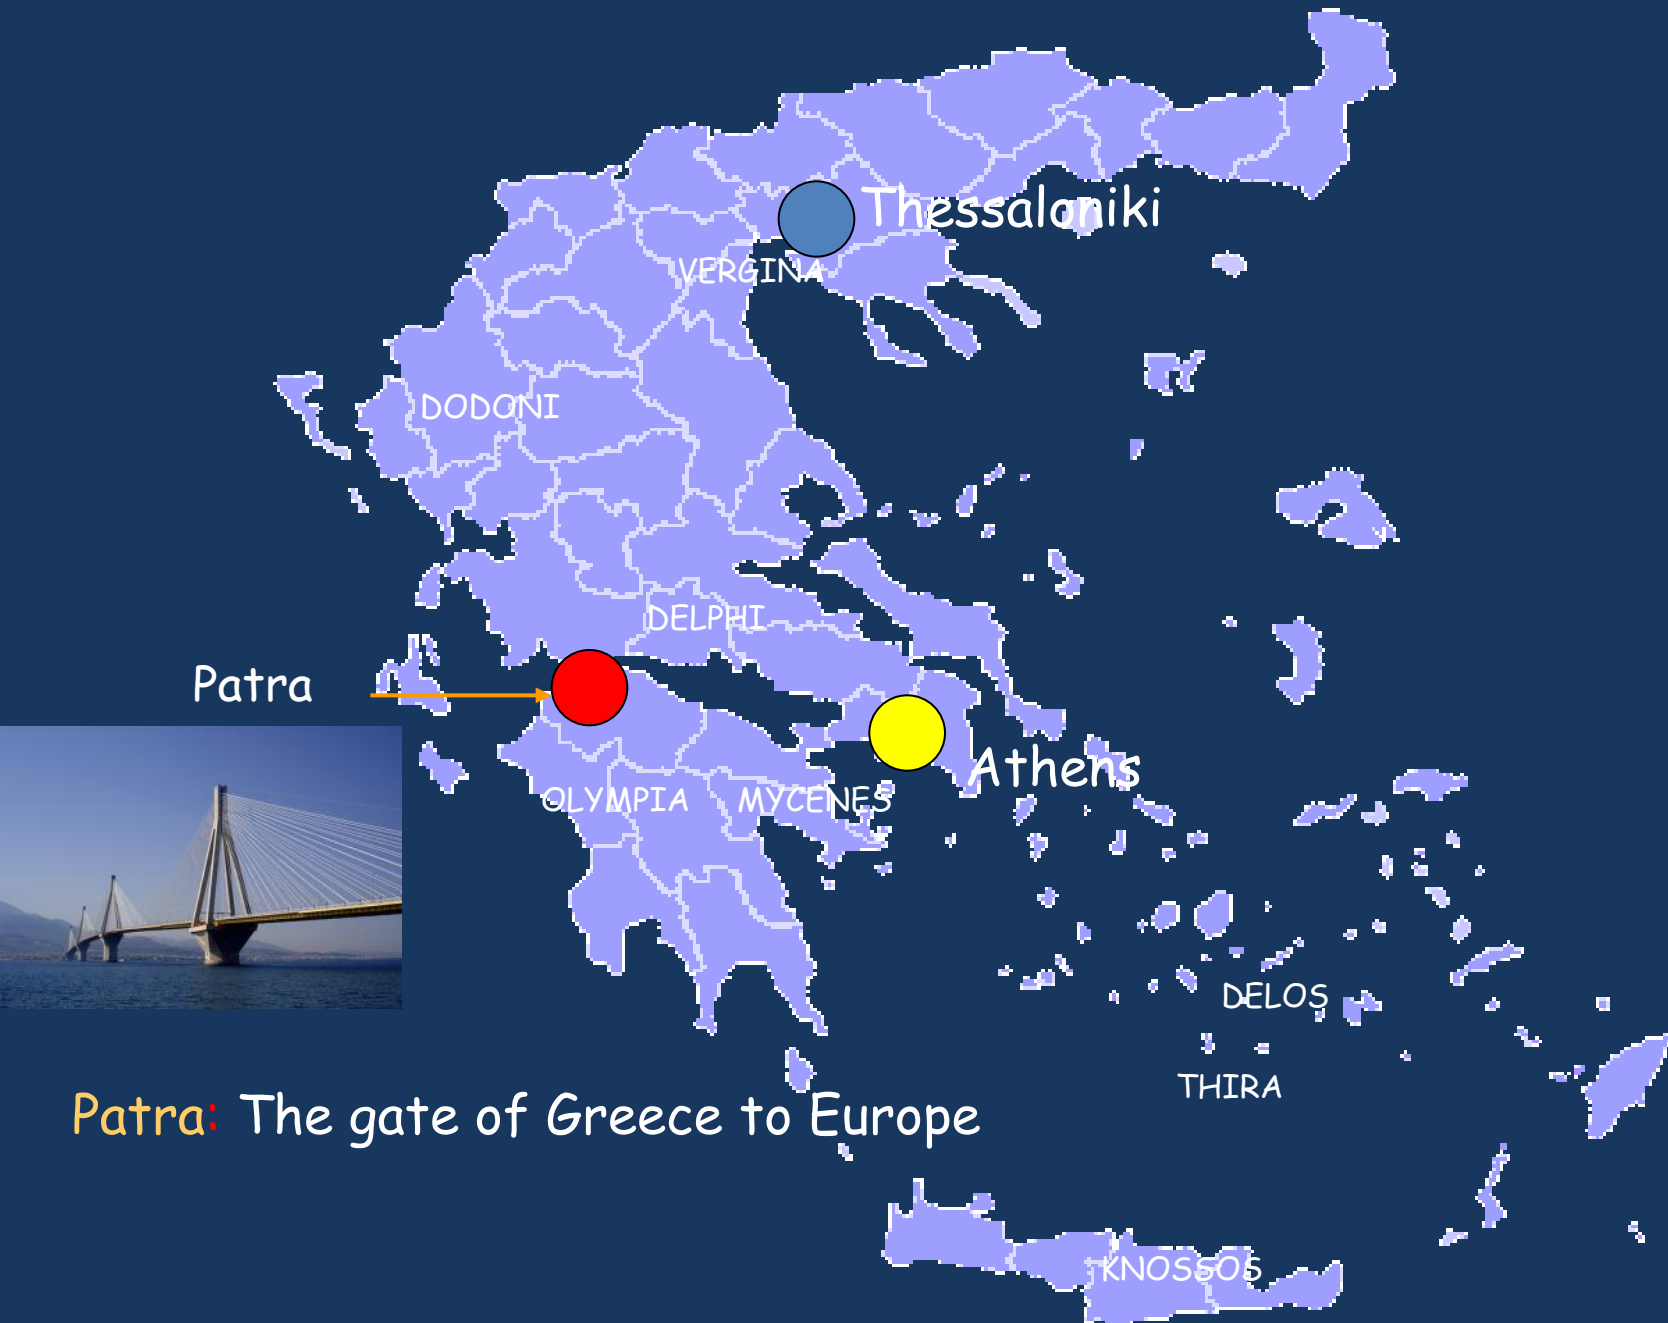 Thessaloniki
VERGINA
DODONI
DELPHI
Patra
Athens
OLYMPIA
MYCENES
DELOS
THIRA
Patra: The gate of Greece to Europe
KNOSSOS